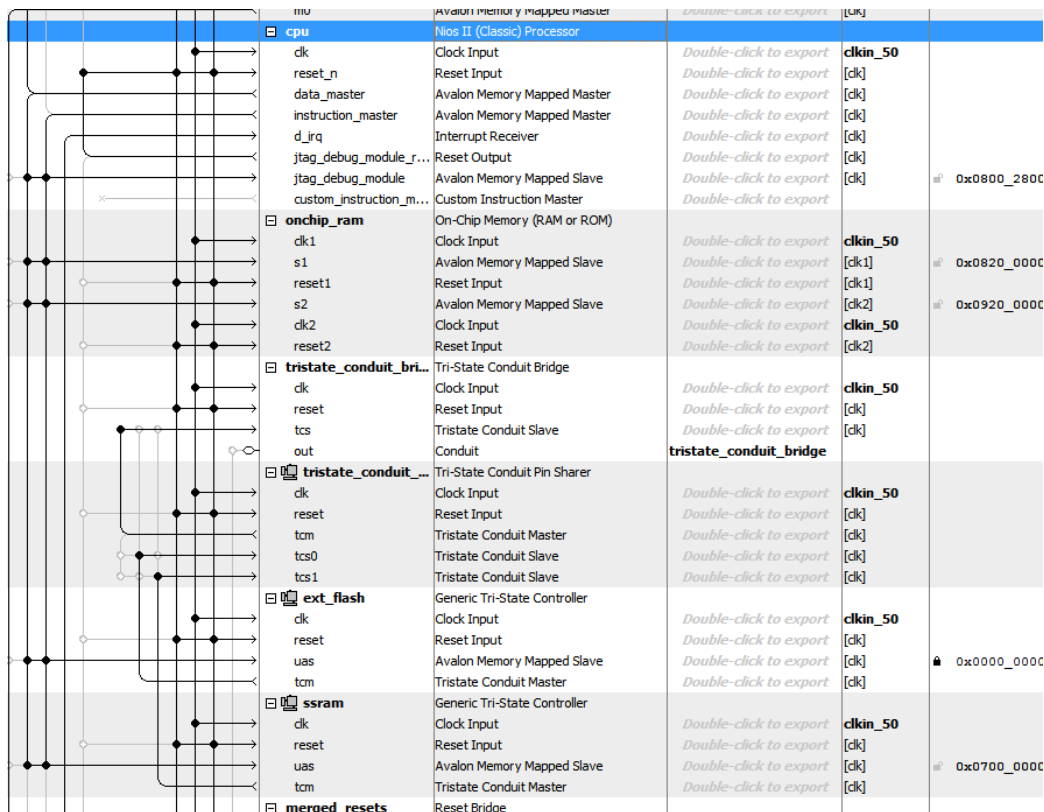 m0 Avalon Memory Mapped Master Double-click to export [clk]
cpu Nios II (Classic) Processor
clk Clock Input Double-click to export clkin_50
reset_n Reset Input Double-click to export [clk]
data_master Avalon Memory Mapped Master Double-click to export [clk]
instruction_master Avalon Memory Mapped Master Double-click to export [clk]
d_irq Interrupt Receiver Double-click to export [clk]
jtag_debug_module_r... Reset Output Double-click to export [clk]
jtag_debug_module Avalon Memory Mapped Slave Double-click to export [clk] 0x0800_2800
custom_instruction_m... Custom Instruction Master Double-click to export
onchip_ram On-Chip Memory (RAM or ROM)
clk1 Clock Input Double-click to export clkin_50
s1 Avalon Memory Mapped Slave Double-click to export [clk1] 0x0820_0000
reset1 Reset Input Double-click to export [clk1]
s2 Avalon Memory Mapped Slave Double-click to export [clk2] 0x0920_0000
clk2 Clock Input Double-click to export clkin_50
reset2 Reset Input Double-click to export [clk2]
tristate_conduit_bri... Tri-State Conduit Bridge
clk Clock Input Double-click to export clkin_50
reset Reset Input Double-click to export [clk]
tcs Tristate Conduit Slave Double-click to export [clk]
out Conduit tristate_conduit_bridge
tristate_conduit_... Tri-State Conduit Pin Sharer
clk Clock Input Double-click to export clkin_50
reset Reset Input Double-click to export [clk]
tcm Tristate Conduit Master Double-click to export [clk]
tcs0 Tristate Conduit Slave Double-click to export [clk]
tcs1 Tristate Conduit Slave Double-click to export [clk]
ext_flash Generic Tri-State Controller
clk Clock Input Double-click to export clkin_50
reset Reset Input Double-click to export [clk]
uas Avalon Memory Mapped Slave Double-click to export [clk] 0x0000_0000
tcm Tristate Conduit Master Double-click to export [clk]
ssram Generic Tri-State Controller
clk Clock Input Double-click to export clkin_50
reset Reset Input Double-click to export [clk]
uas Avalon Memory Mapped Slave Double-click to export [clk] 0x0700_0000
tcm Tristate Conduit Master Double-click to export [clk]
merged_resets Reset Bridge